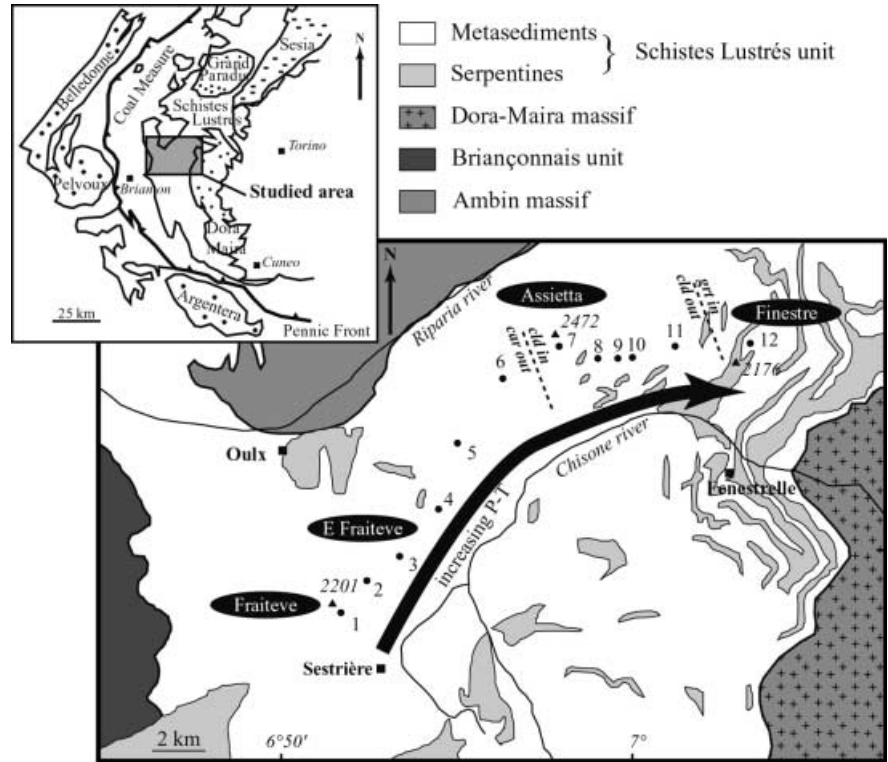 Belledonne
Coal Measure
Grand
Paradis
Sesia
N
Schistes
Lustrés
Torino
Pelvoux
Briançon
Studied area
Dora
Maira
Cuneo
Argentera
25 km
Pennic Front
Metasediments
Serpentines
Schistes Lustrés unit
Dora-Maira massif
Briançonnais unit
Ambin massif
N
Riparia river
Assietta
2472
cld in
car out
grt in
cld out
Finestre
2176
6
7
8
9
10
11
12
Oulx
5
Chisone river
Fenestrelle
4
E Fraiteve
3
increasing P-T
2201
2
Fraiteve
1
Sestrière
2 km
6°50'
7°